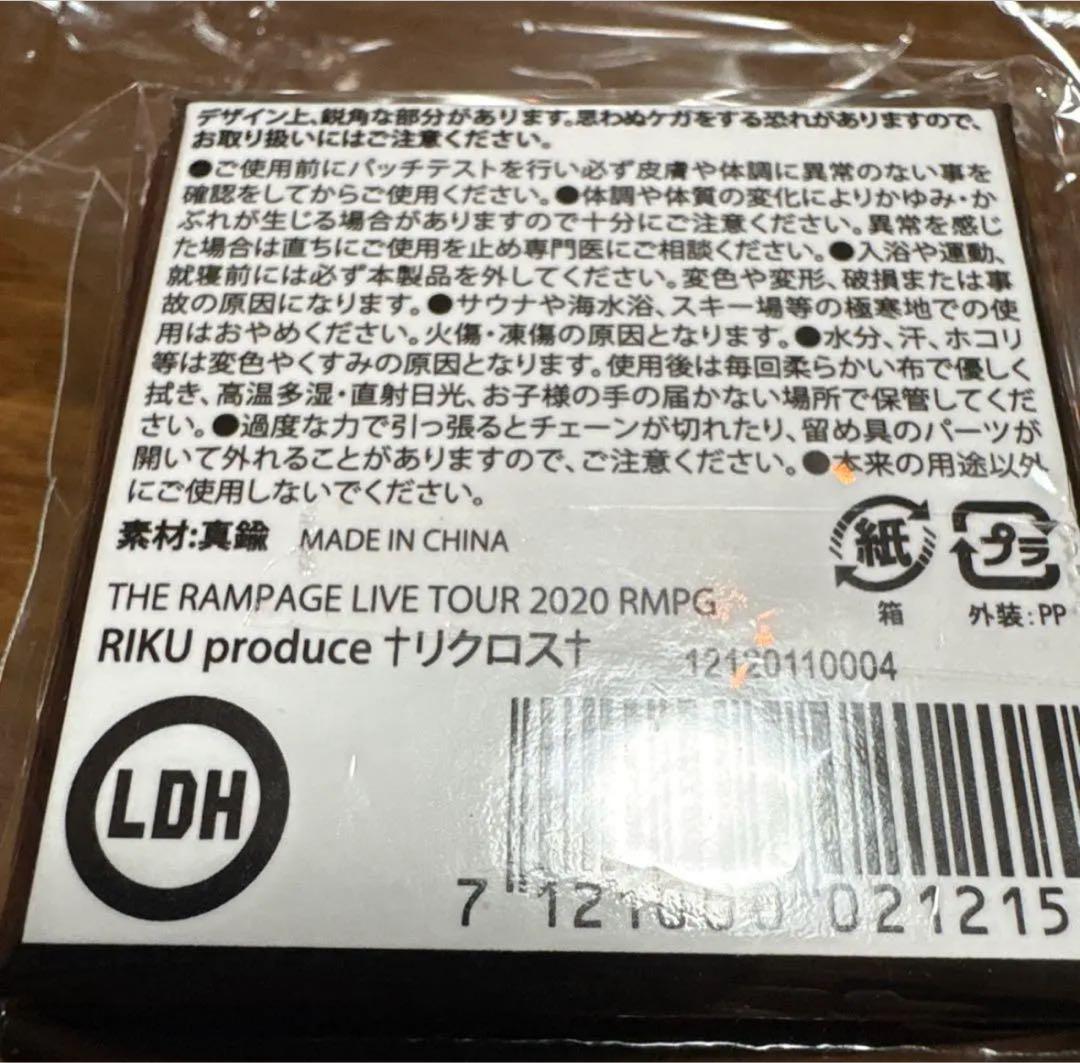 デザイン上、鋭角な部分があります。思わぬケガをする恐れがありますので、
お取り扱いにはご注意ください。
●ご使用前にパッチテストを行い必ず皮膚や体調に異常のない事を
確認をしてからご使用ください。●体調や体質の変化によりかゆみ・か
ぶれが生じる場合がありますので十分にご注意ください。異常を感じ
た場合は直ちにご使用を止め専門医にご相談ください。●入浴や運動、
就寝前には必ず本製品を外してください。変色や変形、破損または事
故の原因になります。●サウナや海水浴、スキー場等の極寒地での使
用はおやめください。火傷・凍傷の原因となります。●水分、汗、ホコリ
等は変色やくすみの原因となります。使用後は毎回柔らかい布で優しく
拭き、高温多湿・直射日光、お子様の手の届かない場所で保管してくだ
さい。●過度な力で引っ張るとチェーンが切れたり、留め具のパーツが
開いて外れることがありますので、ご注意ください。●本来の用途以外
にご使用しないでください。
素材:真鍮 MADE IN CHINA
紙
箱
プラ
外装:PP
THE RAMPAGE LIVE TOUR 2020 RMPG
RIKU produce †リクロス†
12120110004
LDH
7 021215